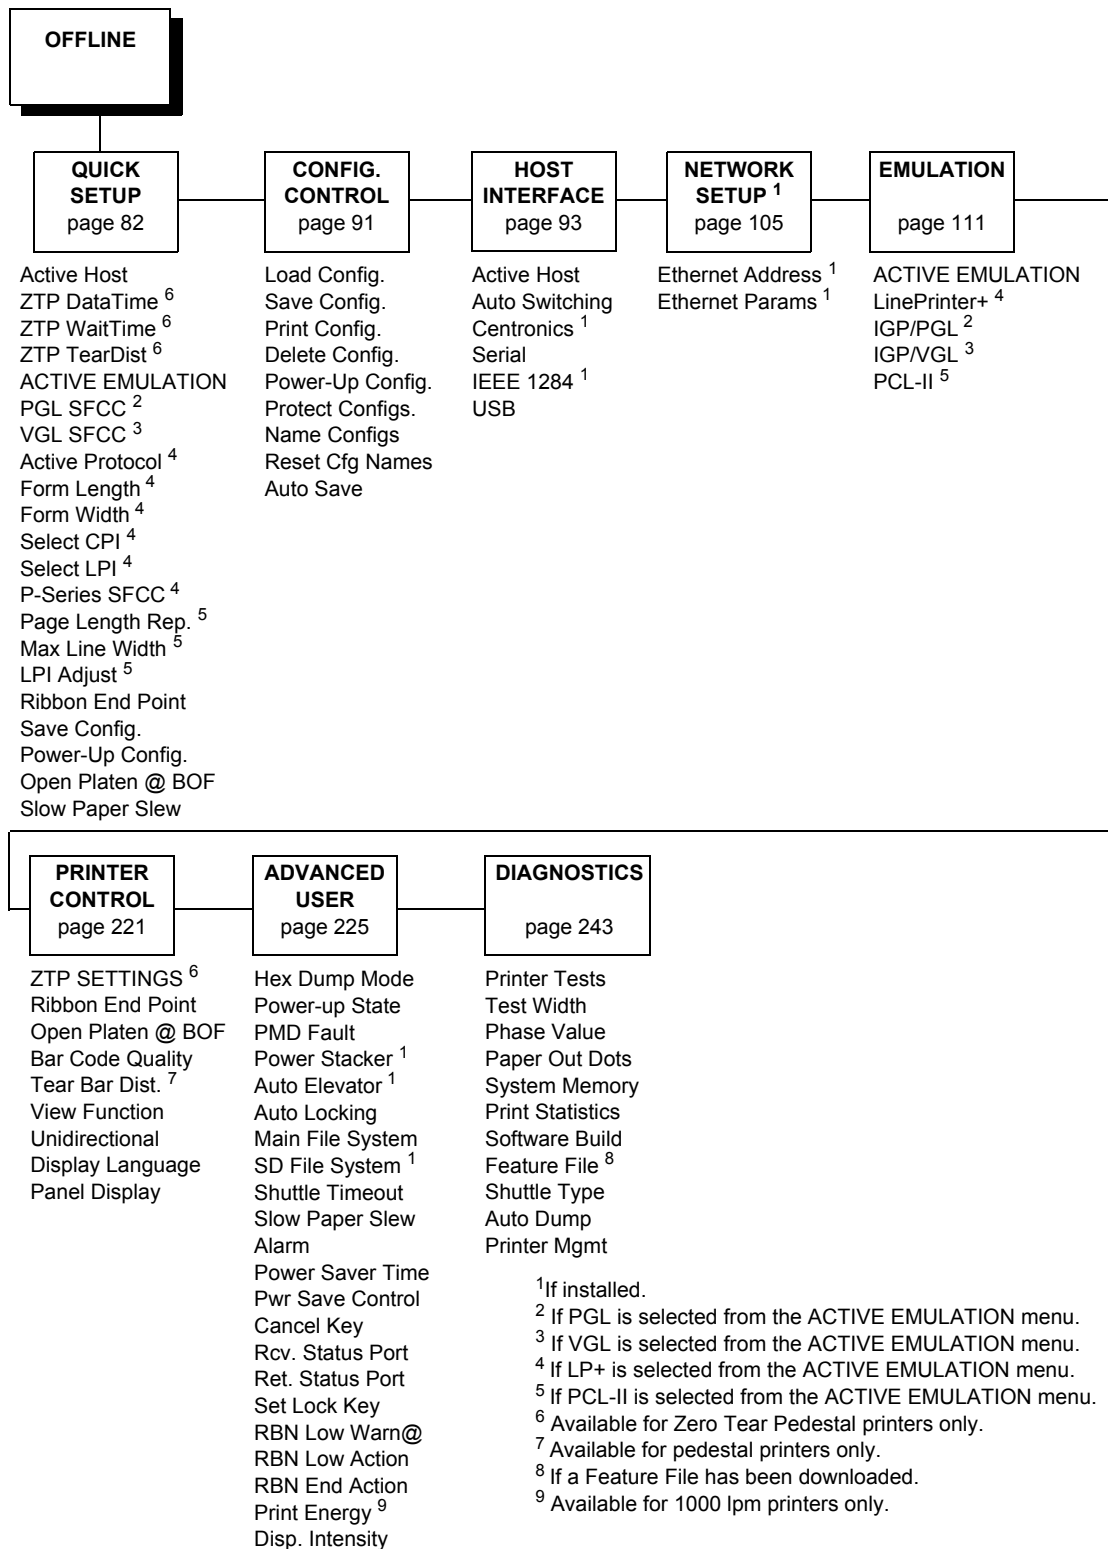 OFFLINE
QUICK
SETUP
page 82
Active Host
ZTP DataTime 6
ZTP WaitTime 6
ZTP TearDist 6
ACTIVE EMULATION
PGL SFCC 2
VGL SFCC 3
Active Protocol 4
Form Length 4
Form Width 4
Select CPI 4
Select LPI 4
P-Series SFCC 4
Page Length Rep. 5
Max Line Width 5
LPI Adjust 5
Ribbon End Point
Save Config.
Power-Up Config.
Open Platen @ BOF
Slow Paper Slew
CONFIG.
CONTROL
page 91
Load Config.
Save Config.
Print Config.
Delete Config.
Power-Up Config.
Protect Configs.
Name Configs
Reset Cfg Names
Auto Save
HOST
INTERFACE
page 93
Active Host
Auto Switching
Centronics 1
Serial
IEEE 1284 1
USB
NETWORK
SETUP 1
page 105
Ethernet Address 1
Ethernet Params 1
EMULATION
page 111
ACTIVE EMULATION
LinePrinter+ 4
IGP/PGL 2
IGP/VGL 3
PCL-II 5
PRINTER
CONTROL
page 221
ZTP SETTINGS 6
Ribbon End Point
Open Platen @ BOF
Bar Code Quality
Tear Bar Dist. 7
View Function
Unidirectional
Display Language
Panel Display
ADVANCED
USER
page 225
Hex Dump Mode
Power-up State
PMD Fault
Power Stacker 1
Auto Elevator 1
Auto Locking
Main File System
SD File System 1
Shuttle Timeout
Slow Paper Slew
Alarm
Power Saver Time
Pwr Save Control
Cancel Key
Rcv. Status Port
Ret. Status Port
Set Lock Key
RBN Low Warn@
RBN Low Action
RBN End Action
Print Energy 9
Disp. Intensity
DIAGNOSTICS
page 243
Printer Tests
Test Width
Phase Value
Paper Out Dots
System Memory
Print Statistics
Software Build
Feature File 8
Shuttle Type
Auto Dump
Printer Mgmt
1If installed.
2 If PGL is selected from the ACTIVE EMULATION menu.
3 If VGL is selected from the ACTIVE EMULATION menu.
4 If LP+ is selected from the ACTIVE EMULATION menu.
5 If PCL-II is selected from the ACTIVE EMULATION menu.
6 Available for Zero Tear Pedestal printers only.
7 Available for pedestal printers only.
8 If a Feature File has been downloaded.
9 Available for 1000 lpm printers only.